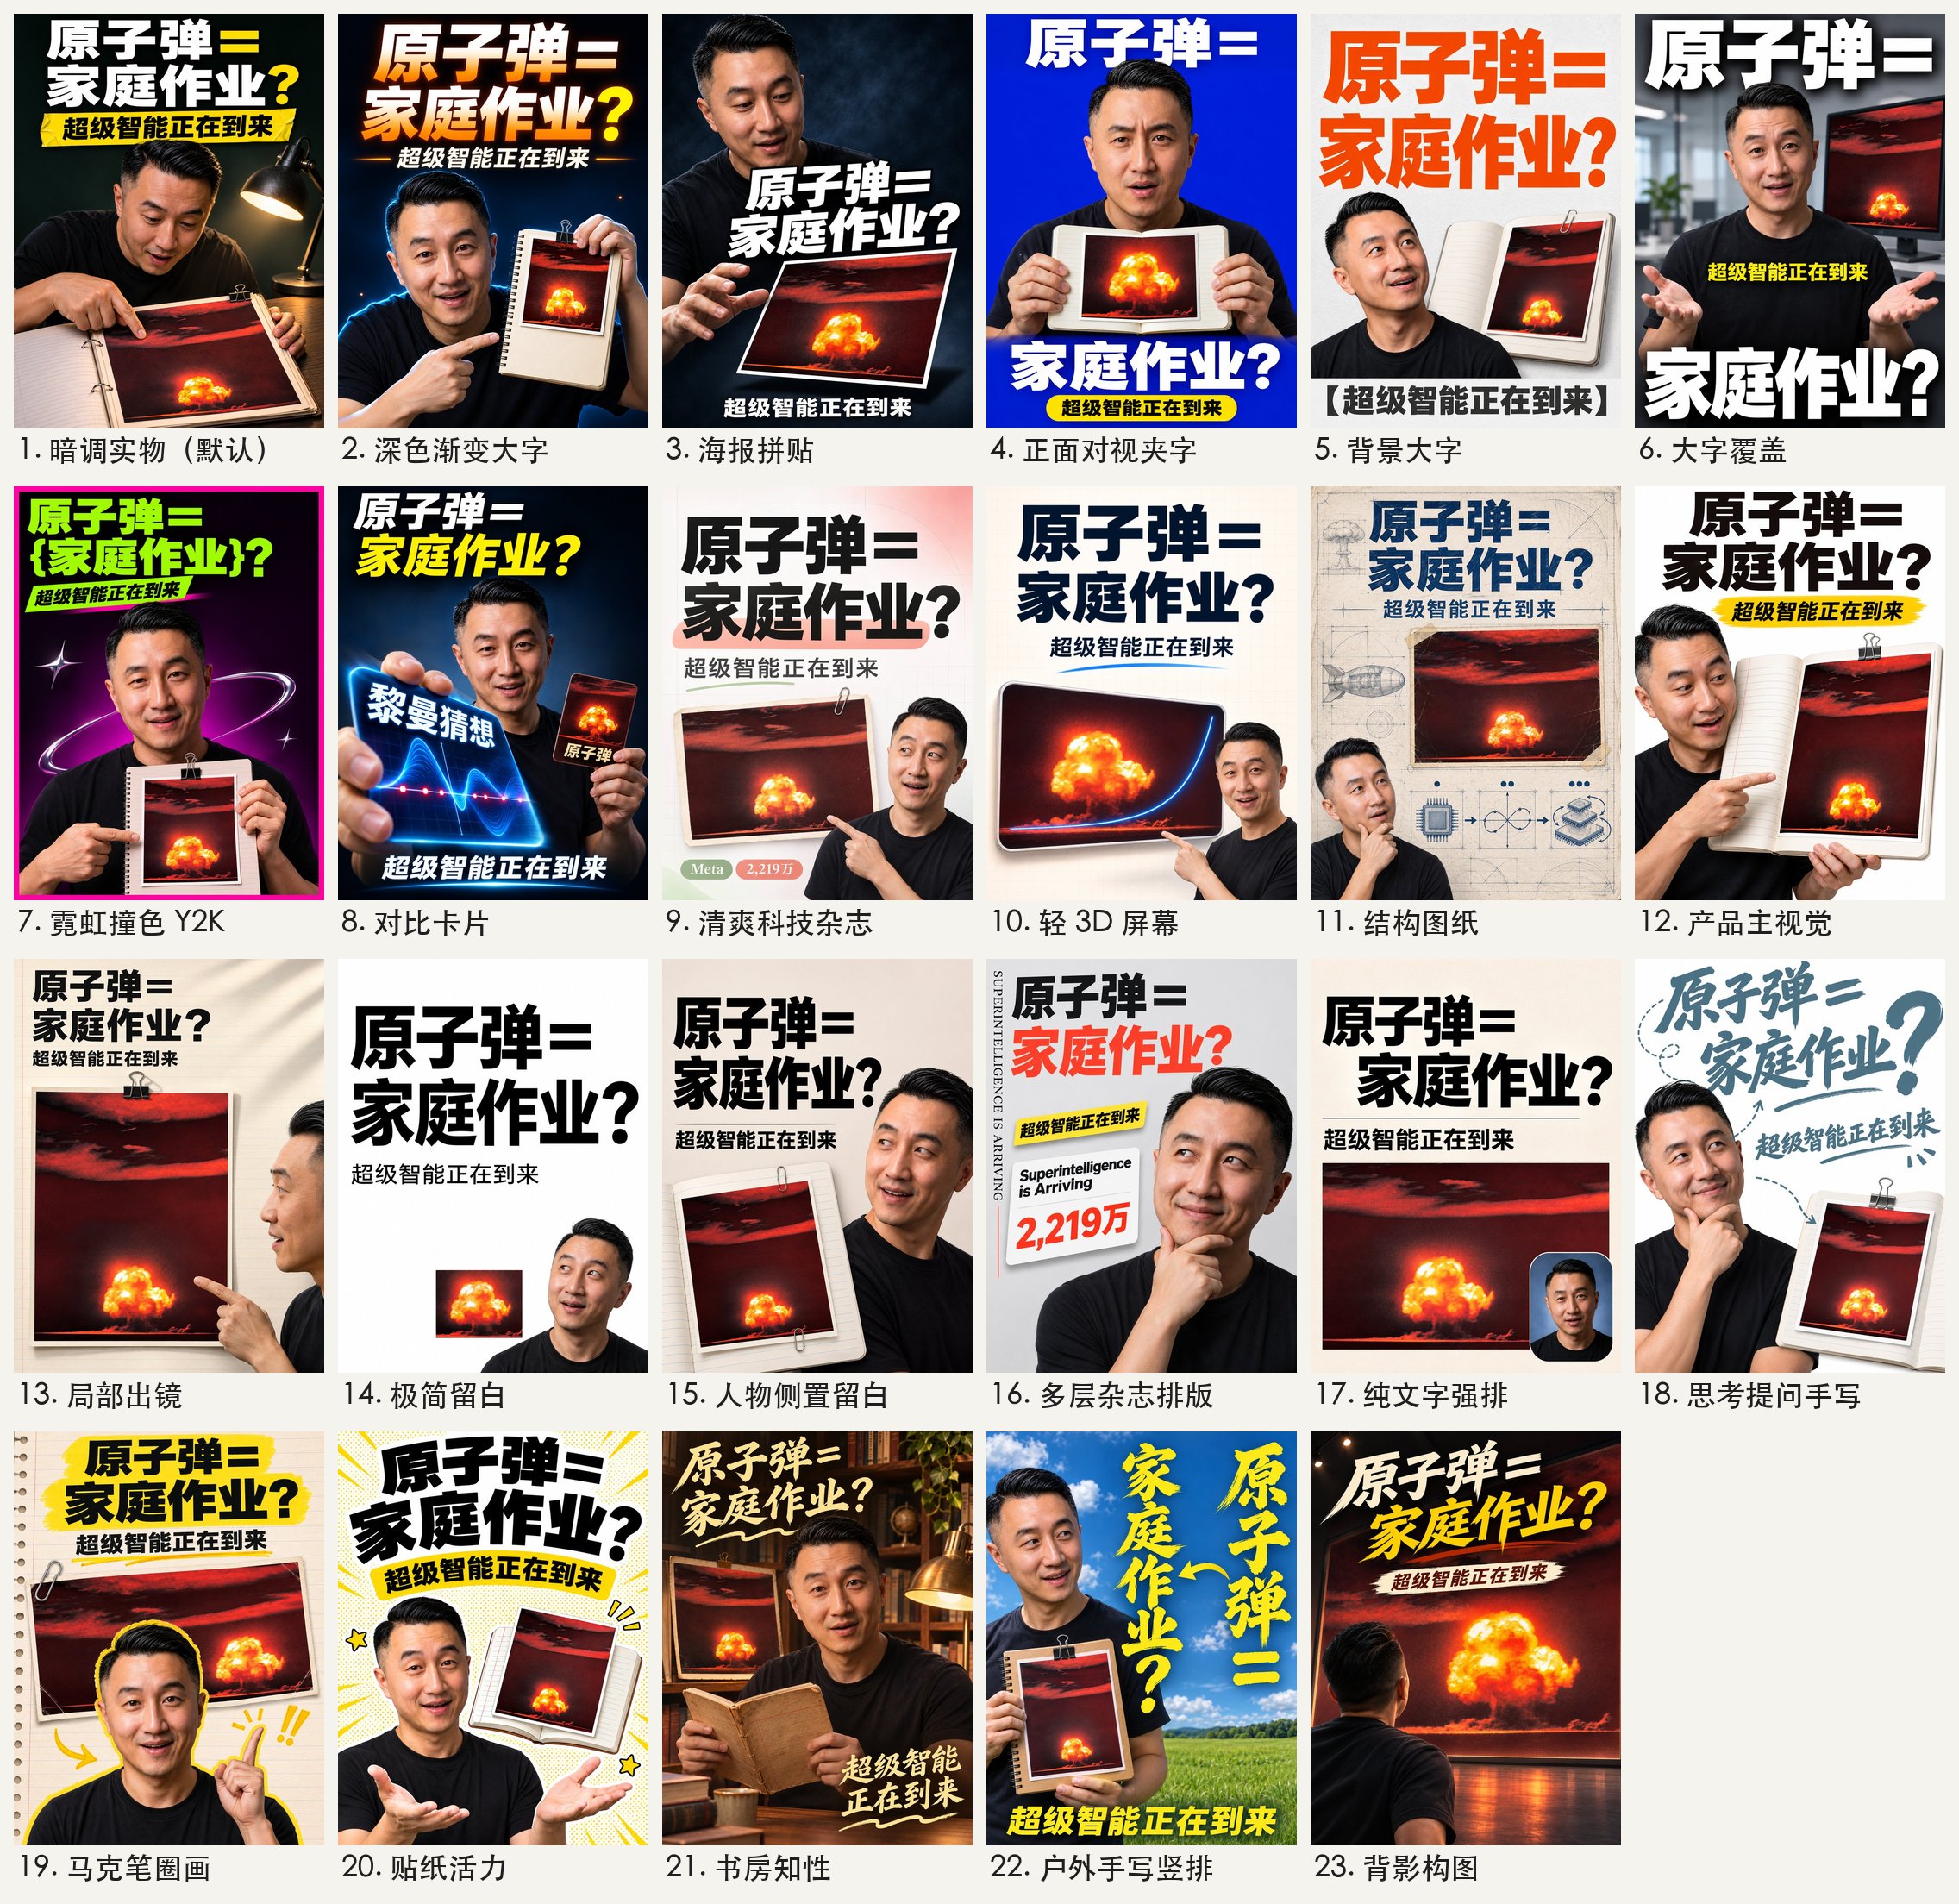 原子弹=
家庭作业?
超级智能正在到来
1. 暗调实物（默认）
原子弹=
家庭作业?
超级智能正在到来
2. 深色渐变大字
原子弹=
家庭作业?
超级智能正在到来
3. 海报拼贴
原子弹=
家庭作业?
超级智能正在到来
4. 正面对视夹字
原子弹=
家庭作业?
【超级智能正在到来】
5. 背景大字
原子弹=
超级智能正在到来
家庭作业?
6. 大字覆盖
原子弹=
{家庭作业}?
超级智能正在到来
7. 霓虹撞色 Y2K
原子弹=
家庭作业?
黎曼猜想
原子弹
超级智能正在到来
8. 对比卡片
原子弹=
家庭作业?
超级智能正在到来
Meta
2,219万
9. 清爽科技杂志
原子弹=
家庭作业?
超级智能正在到来
10. 轻 3D 屏幕
原子弹=
家庭作业?
超级智能正在到来
11. 结构图纸
原子弹=
家庭作业?
超级智能正在到来
12. 产品主视觉
原子弹=
家庭作业?
超级智能正在到来
13. 局部出镜
原子弹=
家庭作业?
超级智能正在到来
14. 极简留白
原子弹=
家庭作业?
超级智能正在到来
15. 人物侧置留白
SUPERINTELLIGENCE IS ARRIVING
原子弹=
家庭作业?
超级智能正在到来
Superintelligence
is Arriving
2,219万
16. 多层杂志排版
原子弹=
家庭作业?
超级智能正在到来
17. 纯文字强排
原子弹=
家庭作业?
超级智能正在到来
18. 思考提问手写
原子弹=
家庭作业?
超级智能正在到来
19. 马克笔圈画
原子弹=
家庭作业?
超级智能正在到来
20. 贴纸活力
原子弹=
家庭作业?
超级智能
正在到来
21. 书房知性
原子弹=
家庭作业?
超级智能正在到来
22. 户外手写竖排
原子弹=
家庭作业?
超级智能正在到来
23. 背影构图